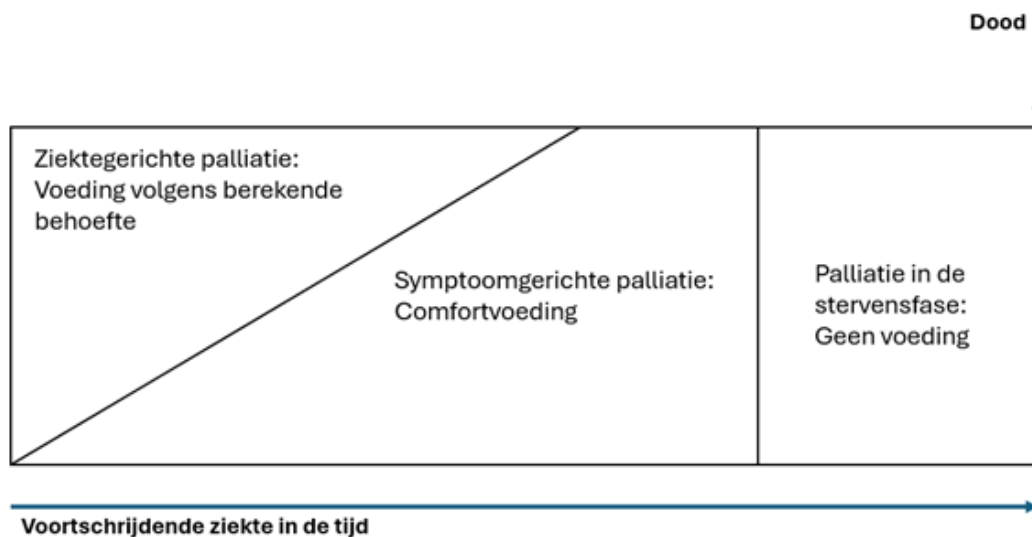 Dood
Ziektegerichte palliatie:
Voeding volgens berekende
behoefte
Symptoomgerichte palliatie:
Comfortvoeding
Palliatie in de
stervensfase:
Geen voeding
Voortschrijdende ziekte in de tijd